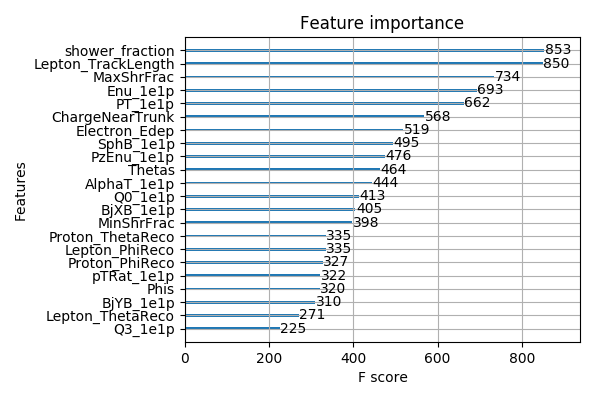 Feature importance
shower_fraction 853
Lepton_TrackLength 850
MaxShrFrac 734
Enu_1e1p 693
PT_1e1p 662
ChargeNearTrunk 568
Electron_Edep 519
SphB_1e1p 495
PzEnu_1e1p 476
Thetas 464
AlphaT_1e1p 444
Q0_1e1p 413
BjXB_1e1p 405
MinShrFrac 398
Proton_ThetaReco 335
Lepton_PhiReco 335
Proton_PhiReco 327
pTRat_1e1p 322
Phis 320
BjYB_1e1p 310
Lepton_ThetaReco 271
Q3_1e1p 225
Features
0 200 400 600 800
F score